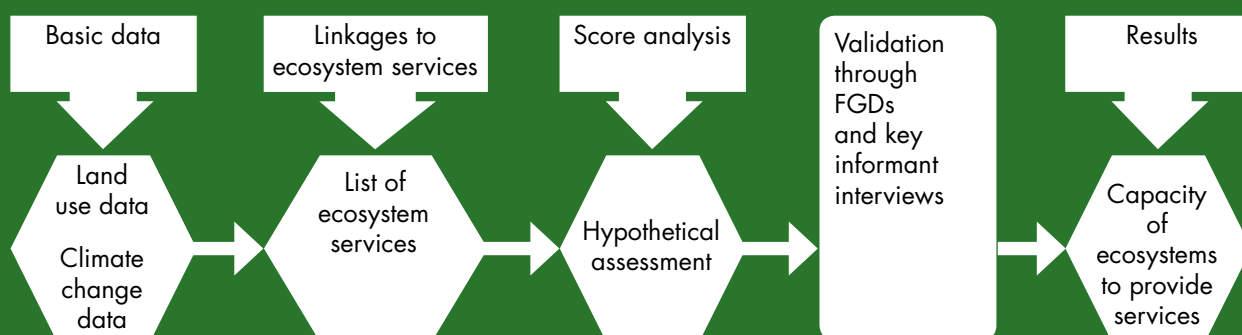 Basic data
Land
use data
Climate
change
data
Linkages to
ecosystem services
List of
ecosystem
services
Score analysis
Hypothetical
assessment
Validation
through
FGDs
and key
informant
interviews
Results
Capacity
of
ecosystems
to provide
services